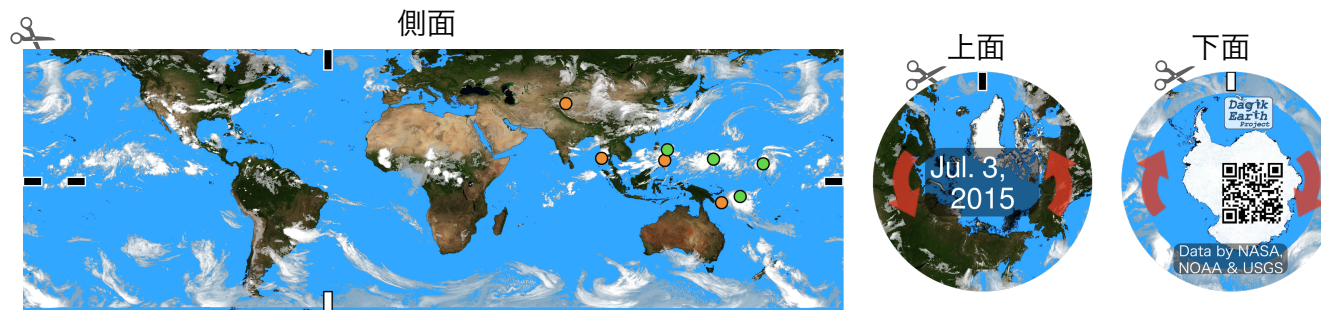 側面
上面
下面
Jul. 3,
2015
Dagik
Earth
Project
Data by NASA,
NOAA & USGS